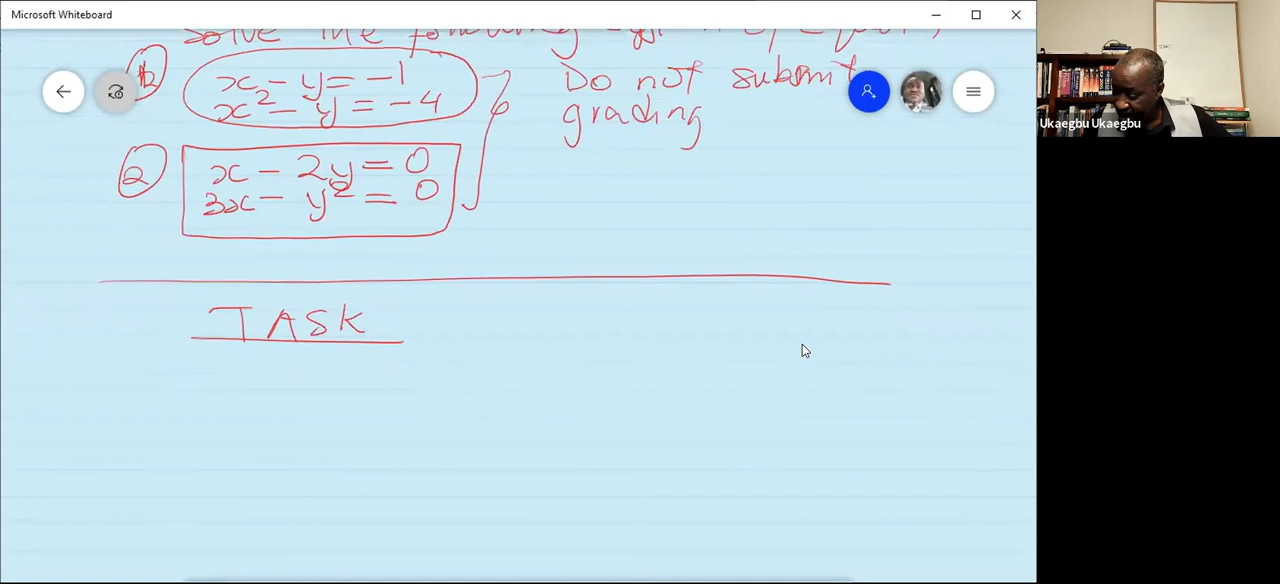 Microsoft Whiteboard
Solve the following
1 x - y = -1
x² - y = -4
Do not submit
grading
Ukaegbu Ukaegbu
2 x - 2y = 0
3x - y² = 0
TASK